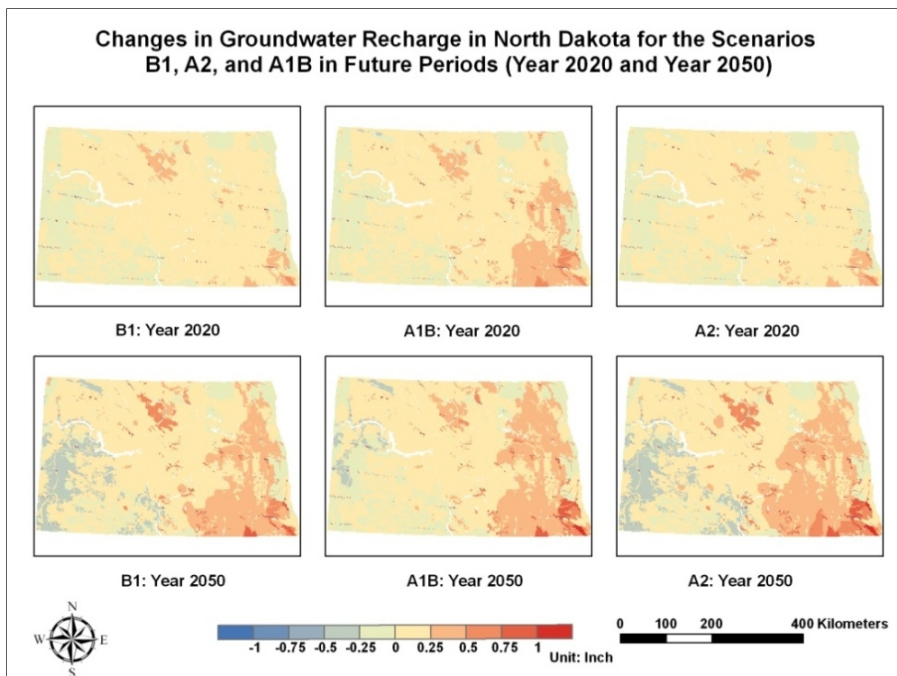 Changes in Groundwater Recharge in North Dakota for the Scenarios
B1, A2, and A1B in Future Periods (Year 2020 and Year 2050)
B1: Year 2020
A1B: Year 2020
A2: Year 2020
B1: Year 2050
A1B: Year 2050
A2: Year 2050
N
W E
S
-1 -0.75 -0.5 -0.25 0 0.25 0.5 0.75 1
Unit: Inch
0 100 200 400 Kilometers